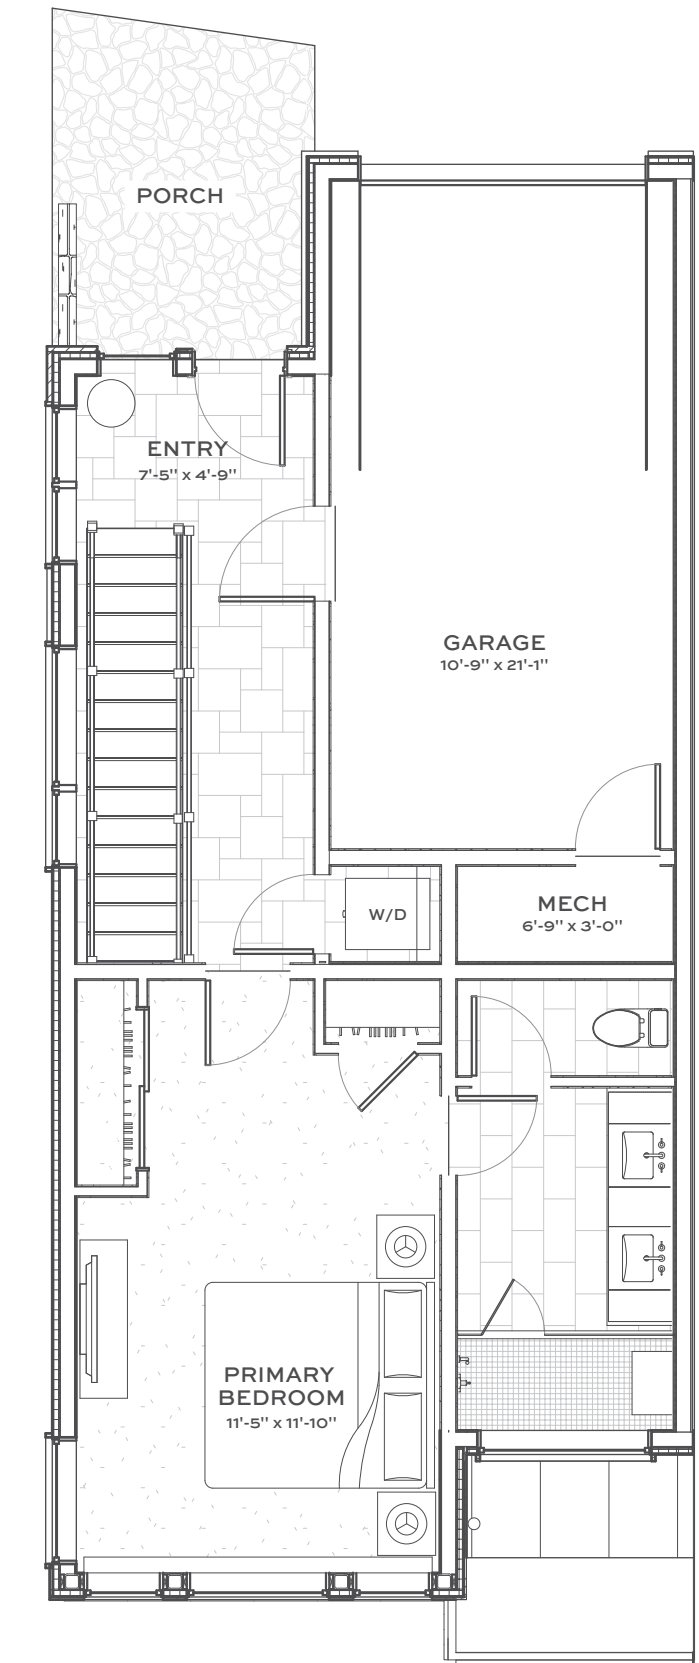 PORCH
ENTRY
7'-5" x 4'-9"
GARAGE
10'-9" x 21'-1"
W/D
MECH
6'-9" x 3'-0"
PRIMARY
BEDROOM
11'-5" x 11'-10"